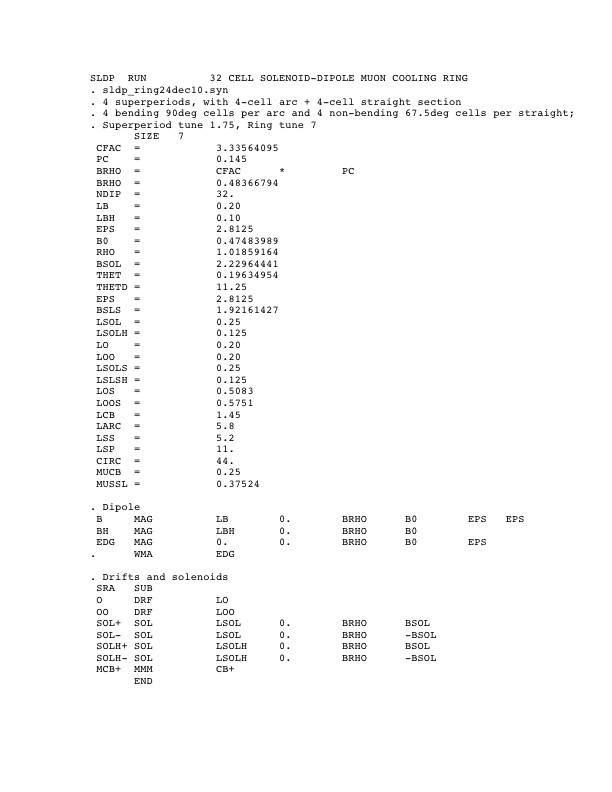 SLDP RUN 32 CELL SOLENOID-DIPOLE MUON COOLING RING
. sldp_ring24dec10.syn
. 4 superperiods, with 4-cell arc + 4-cell straight section
. 4 bending 90deg cells per arc and 4 non-bending 67.5deg cells per straight;
. Superperiod tune 1.75, Ring tune 7
SIZE 7
CFAC = 3.33564095
PC = 0.145
BRHO = CFAC * PC
BRHO = 0.48366794
NDIP = 32.
LB = 0.20
LBH = 0.10
EPS = 2.8125
B0 = 0.47483989
RHO = 1.01859164
BSOL = 2.22964441
THET = 0.19634954
THETD = 11.25
EPS = 2.8125
BSLS = 1.92161427
LSOL = 0.25
LSOLH = 0.125
LO = 0.20
LOO = 0.20
LSOLS = 0.25
LSLSH = 0.125
LOS = 0.5083
LOOS = 0.5751
LCB = 1.45
LARC = 5.8
LSS = 5.2
LSP = 11.
CIRC = 44.
MUCB = 0.25
MUSSL = 0.37524
. Dipole
B MAG LB 0. BRHO B0 EPS EPS
BH MAG LBH 0. BRHO B0
EDG MAG 0. 0. BRHO B0 EPS
. WMA EDG
. Drifts and solenoids
SRA SUB
O DRF LO
OO DRF LOO
SOL+ SOL LSOL 0. BRHO BSOL
SOL- SOL LSOL 0. BRHO -BSOL
SOLH+ SOL LSOLH 0. BRHO BSOL
SOLH- SOL LSOLH 0. BRHO -BSOL
MCB+ MMM CB+
END